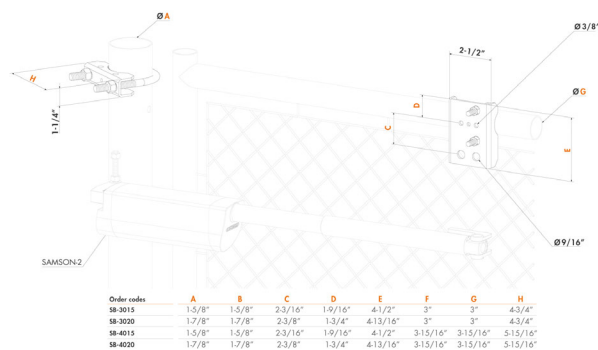 Ø A
Ø 3/8"
2-1/2"
H
Ø G
D
1-1/4"
C
E
Ø 9/16"
SAMSON-2
Order codes A B C D E F G H
SB-3015 1-5/8" 1-5/8" 2-3/16" 1-9/16" 4-1/2" 3" 3" 4-3/4"
SB-3020 1-7/8" 1-7/8" 2-3/8" 1-3/4" 4-13/16" 3" 3" 4-3/4"
SB-4015 1-5/8" 1-5/8" 2-3/16" 1-9/16" 4-1/2" 3-15/16" 3-15/16" 5-15/16"
SB-4020 1-7/8" 1-7/8" 2-3/8" 1-3/4" 4-13/16" 3-15/16" 3-15/16" 5-15/16"